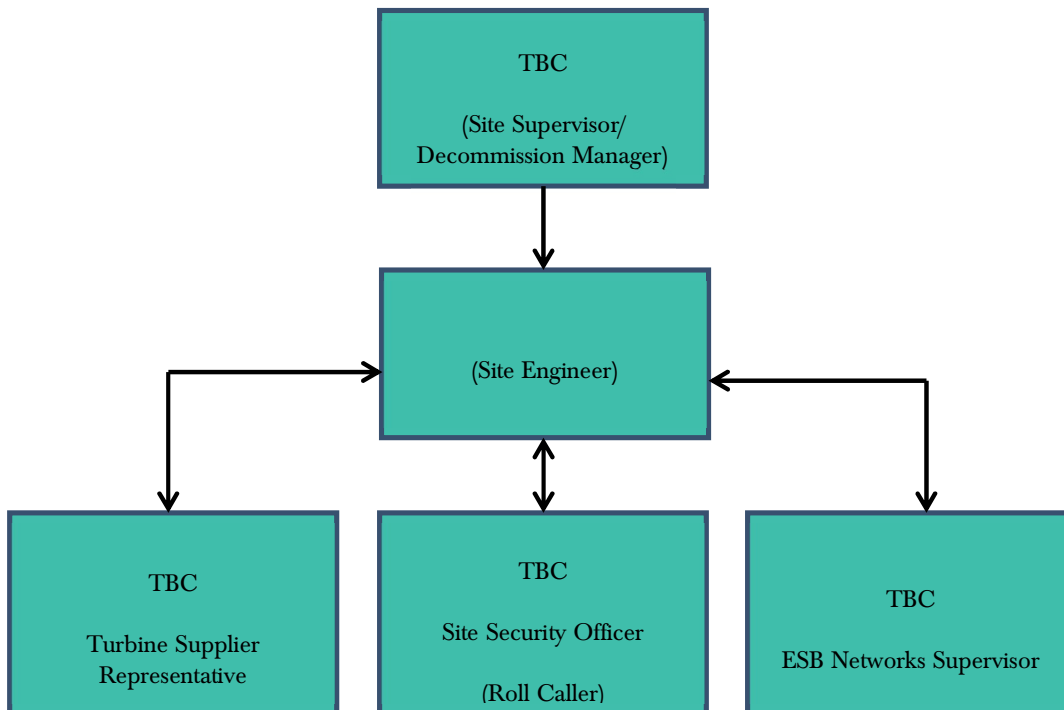 TBC
(Site Supervisor/
Decommission Manager)
(Site Engineer)
TBC
Turbine Supplier
Representative
TBC
Site Security Officer
(Roll Caller)
TBC
ESB Networks Supervisor